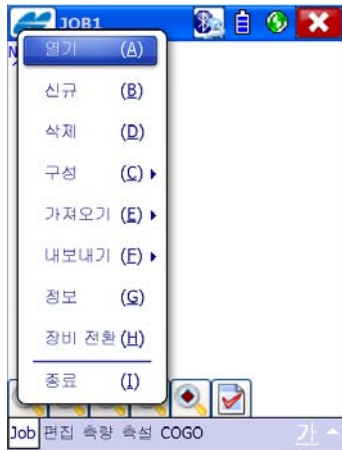 JOB1
열기 (A)
신규 (B)
삭제 (D)
구성 (C)
가져오기 (E)
내보내기 (F)
정보 (G)
장비 전환 (H)
종료 (I)
Job 편집 측량 측설 COGO 가